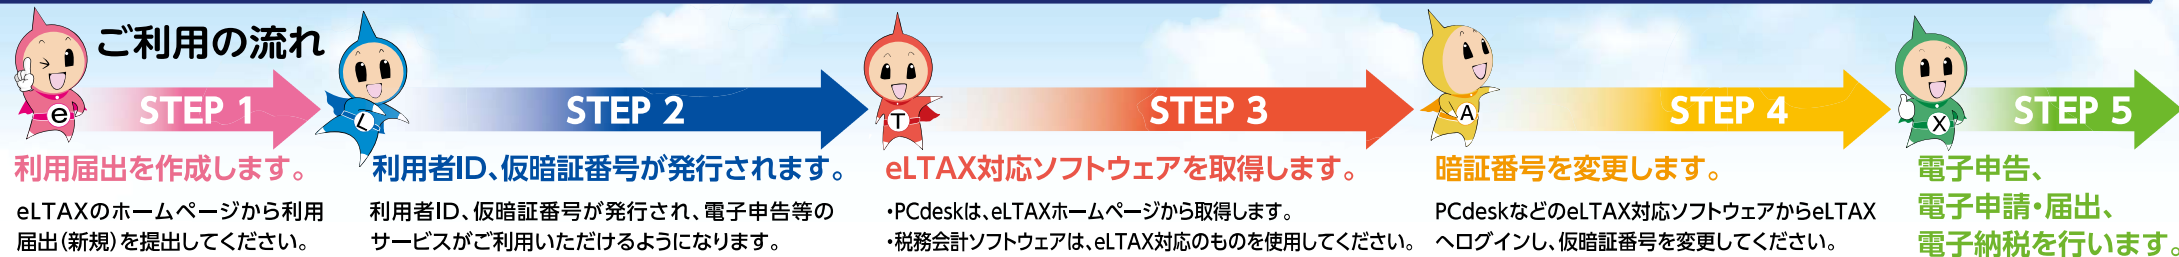 ご利用の流れ
e
STEP 1
利用届出を作成します。
eLTAXのホームページから利用
届出(新規)を提出してください。
L
STEP 2
利用者ID、仮暗証番号が発行されます。
利用者ID、仮暗証番号が発行され、電子申告等の
サービスがご利用いただけるようになります。
T
STEP 3
eLTAX対応ソフトウェアを取得します。
・PCdeskは、eLTAXホームページから取得します。
・税務会計ソフトウェアは、eLTAX対応のものを使用してください。
A
STEP 4
暗証番号を変更します。
PCdeskなどのeLTAX対応ソフトウェアからeLTAX
へログインし、仮暗証番号を変更してください。
X
STEP 5
電子申告、
電子申請・届出、
電子納税を行います。